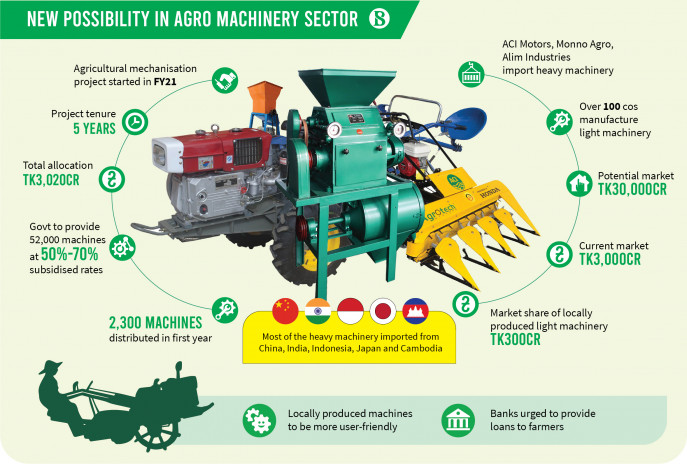 NEW POSSIBILITY IN AGRO MACHINERY SECTOR
Agricultural mechanisation
project started in FY21
Project tenure
5 YEARS
Total allocation
TK3,020CR
Govt to provide
52,000 machines
at 50%-70%
subsidised rates
2,300 MACHINES
distributed in first year
ACI Motors, Monno Agro,
Alim Industries
import heavy machinery
Over 100 cos
manufacture
light machinery
Potential market
TK30,000CR
Current market
TK3,000CR
Market share of locally
produced light machinery
TK300CR
Agrotech
HONDA
Most of the heavy machinery imported from
China, India, Indonesia, Japan and Cambodia
Locally produced machines
to be more user-friendly
Banks urged to provide
loans to farmers